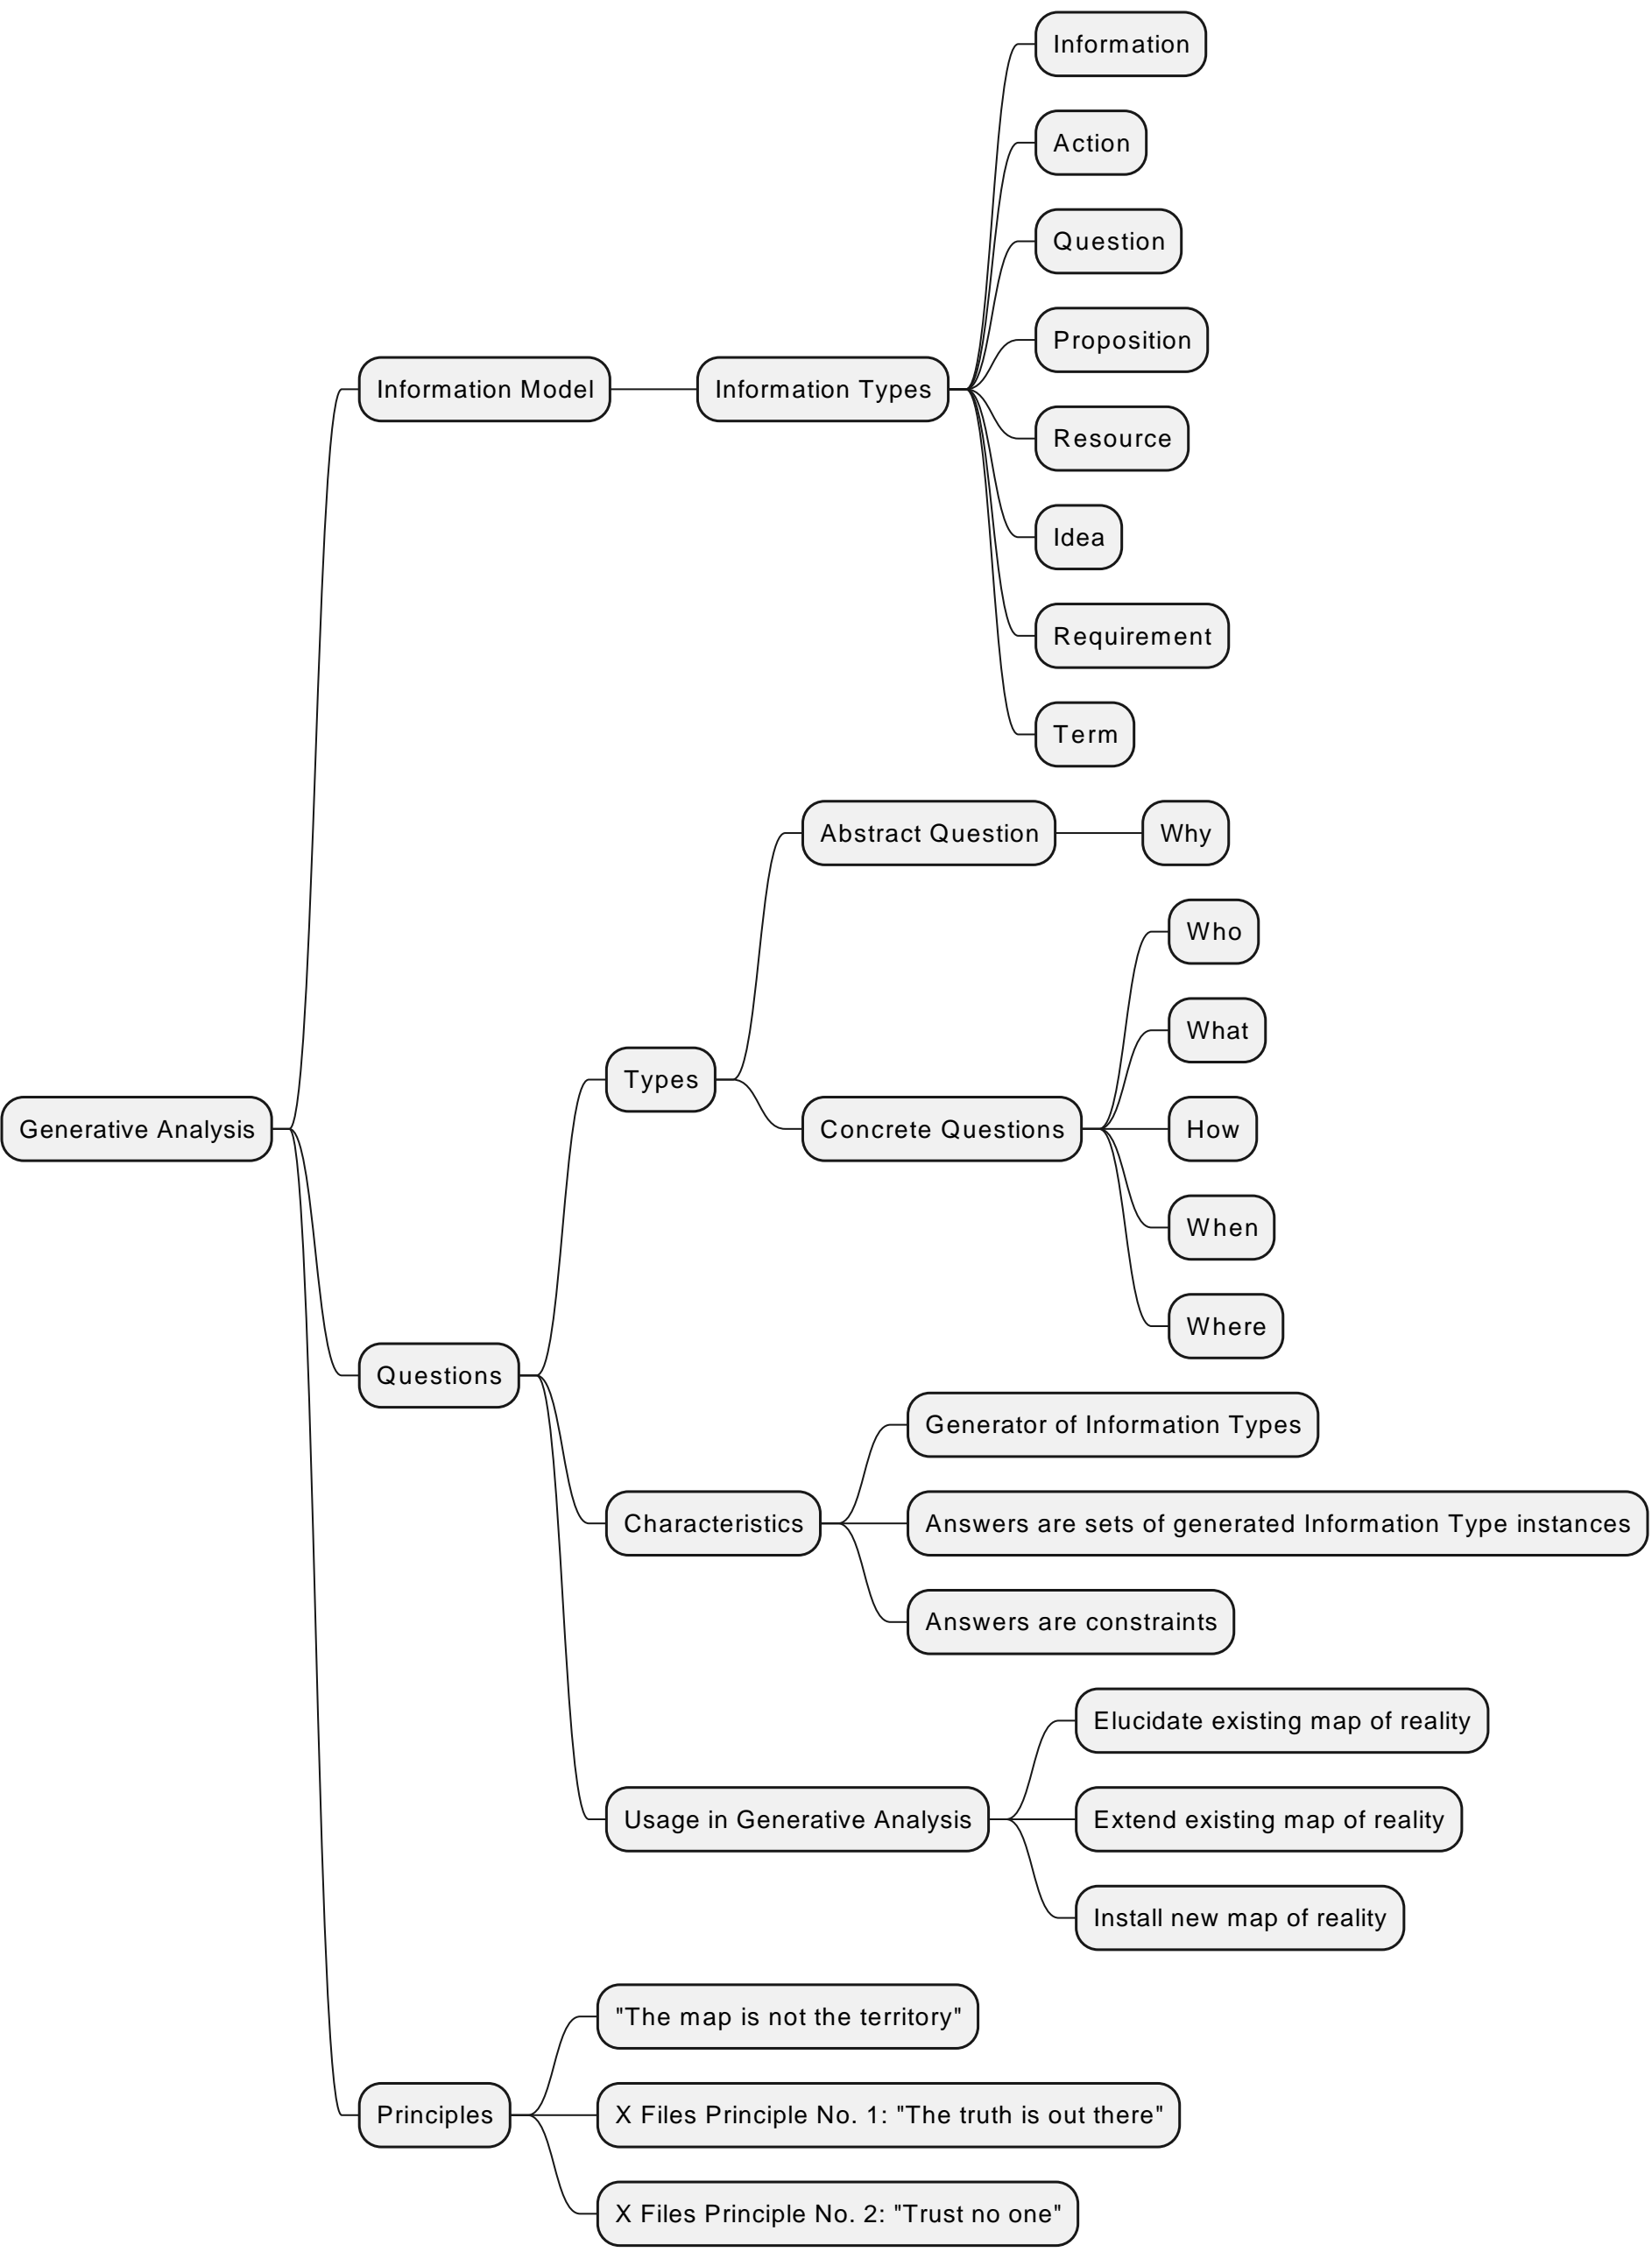 Information
Action
Question
Proposition
Information Model
Information Types
Resource
Idea
Requirement
Term
Abstract Question
Why
Who
What
Types
Generative Analysis
Concrete Questions
How
When
Where
Questions
Generator of Information Types
Characteristics
Answers are sets of generated Information Type instances
Answers are constraints
Elucidate existing map of reality
Usage in Generative Analysis
Extend existing map of reality
Install new map of reality
"The map is not the territory"
Principles
X Files Principle No. 1: "The truth is out there"
X Files Principle No. 2: "Trust no one"